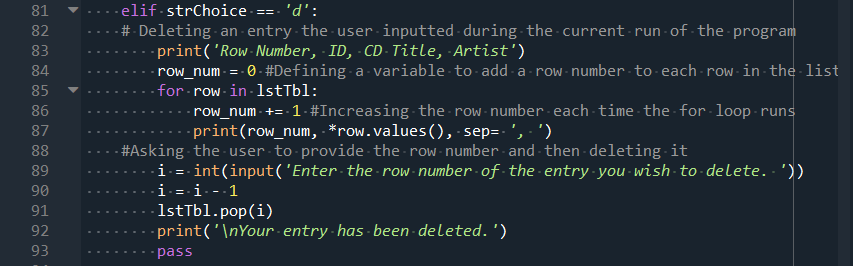 81 elif strChoice == 'd':
82 # Deleting an entry the user inputted during the current run of the program
83 print('Row Number, ID, CD Title, Artist')
84 row_num = 0 #Defining a variable to add a row number to each row in the list
85 for row in lstTbl:
86 row_num += 1 #Increasing the row number each time the for loop runs
87 print(row_num, *row.values(), sep= ', ')
88 #Asking the user to provide the row number and then deleting it
89 i = int(input('Enter the row number of the entry you wish to delete. '))
90 i = i - 1
91 lstTbl.pop(i)
92 print('\nYour entry has been deleted.')
93 pass